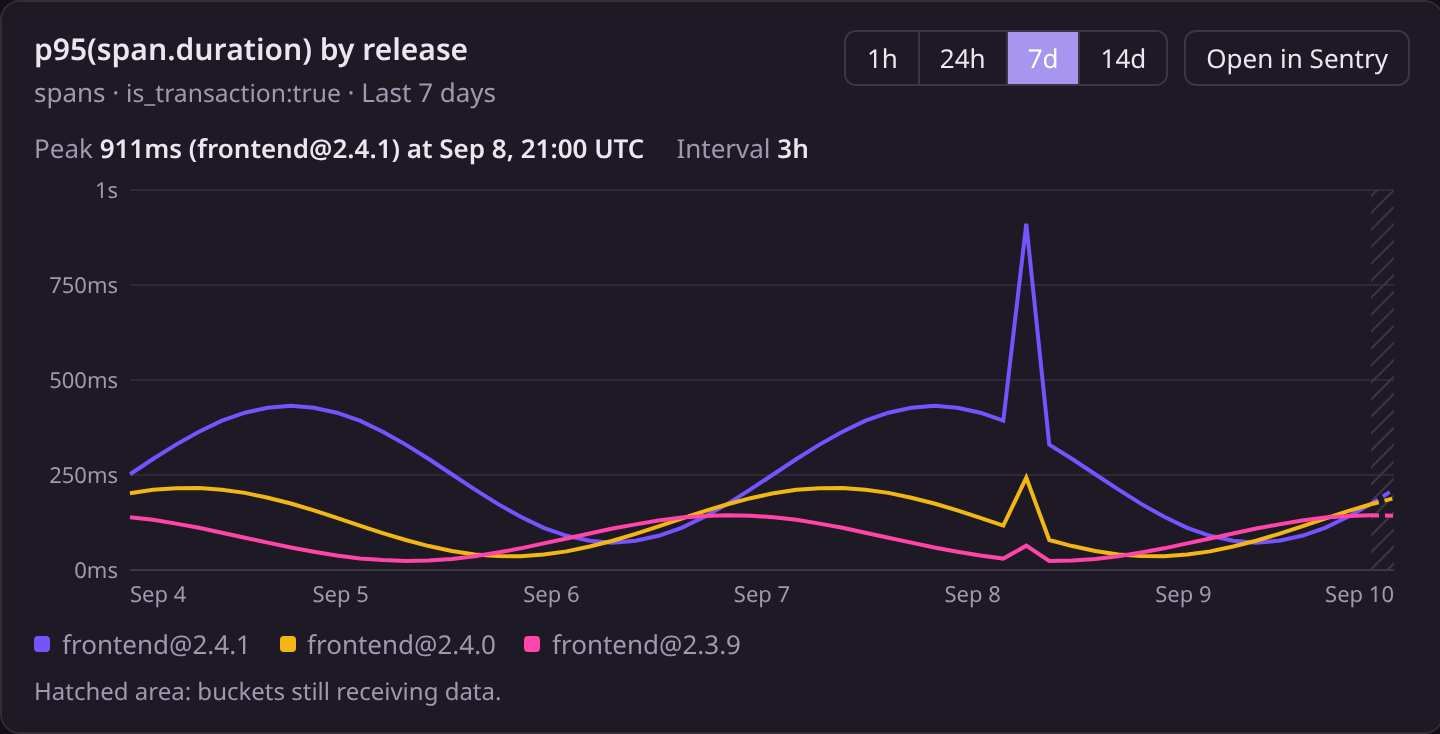 p95(span.duration) by release
1h 24h 7d 14d Open in Sentry
spans · is_transaction:true · Last 7 days
Peak 911ms (frontend@2.4.1) at Sep 8, 21:00 UTC Interval 3h
1s
750ms
500ms
250ms
0ms
Sep 4 Sep 5 Sep 6 Sep 7 Sep 8 Sep 9 Sep 10
frontend@2.4.1 frontend@2.4.0 frontend@2.3.9
Hatched area: buckets still receiving data.